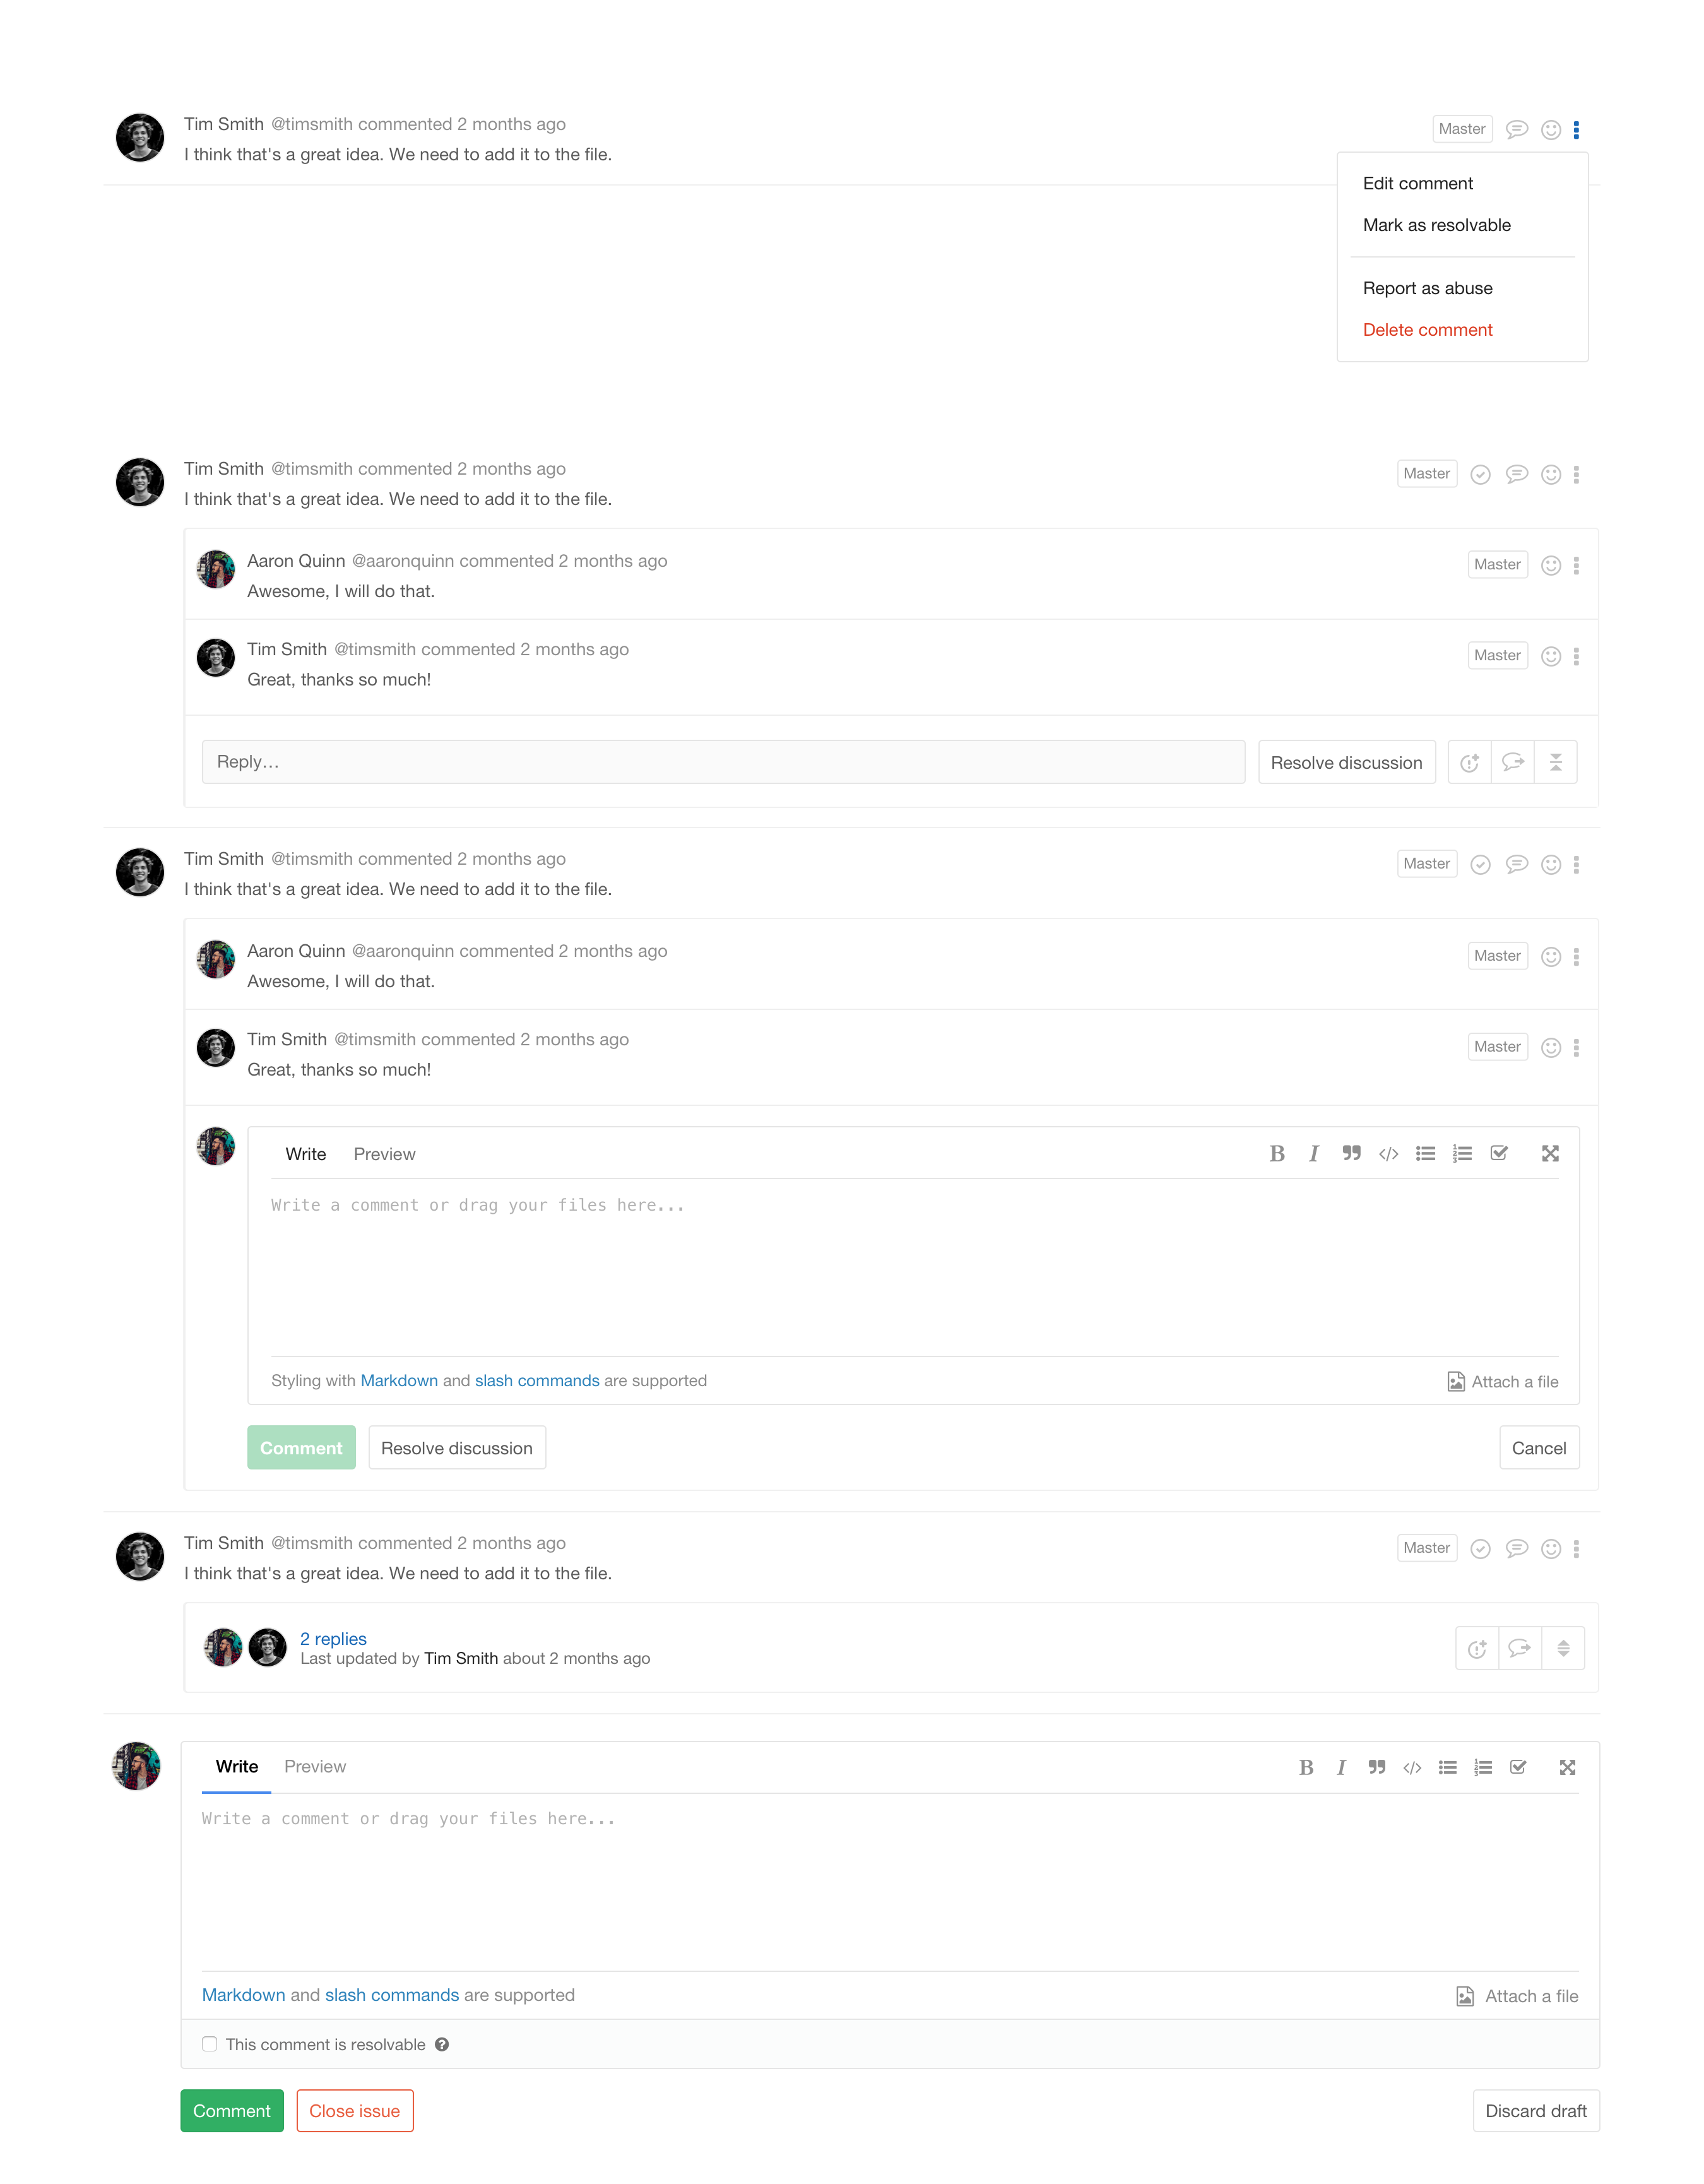 Tim Smith @timsmith commented 2 months ago
Master
I think that's a great idea. We need to add it to the file.
Edit comment
Mark as resolvable
Report as abuse
Delete comment
Tim Smith @timsmith commented 2 months ago
Master
I think that's a great idea. We need to add it to the file.
Aaron Quinn @aaronquinn commented 2 months ago
Master
Awesome, I will do that.
Tim Smith @timsmith commented 2 months ago
Master
Great, thanks so much!
Reply…
Resolve discussion
Tim Smith @timsmith commented 2 months ago
Master
I think that's a great idea. We need to add it to the file.
Aaron Quinn @aaronquinn commented 2 months ago
Master
Awesome, I will do that.
Tim Smith @timsmith commented 2 months ago
Master
Great, thanks so much!
Write Preview
Write a comment or drag your files here...
Styling with Markdown and slash commands are supported
Attach a file
Comment
Resolve discussion
Cancel
Tim Smith @timsmith commented 2 months ago
Master
I think that's a great idea. We need to add it to the file.
2 replies
Last updated by Tim Smith about 2 months ago
Write Preview
Write a comment or drag your files here...
Markdown and slash commands are supported
Attach a file
This comment is resolvable
Comment
Close issue
Discard draft